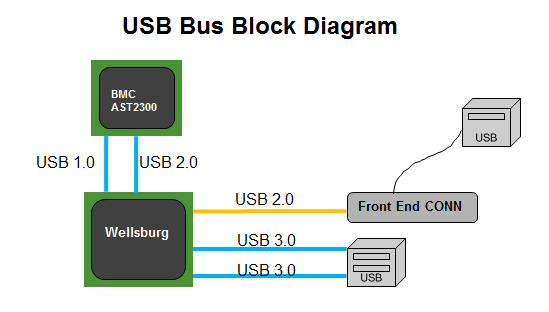 USB Bus Block Diagram
BMC
AST2300
USB
USB 1.0
USB 2.0
USB 2.0
Front End CONN
Wellsburg
USB 3.0
USB 3.0
USB